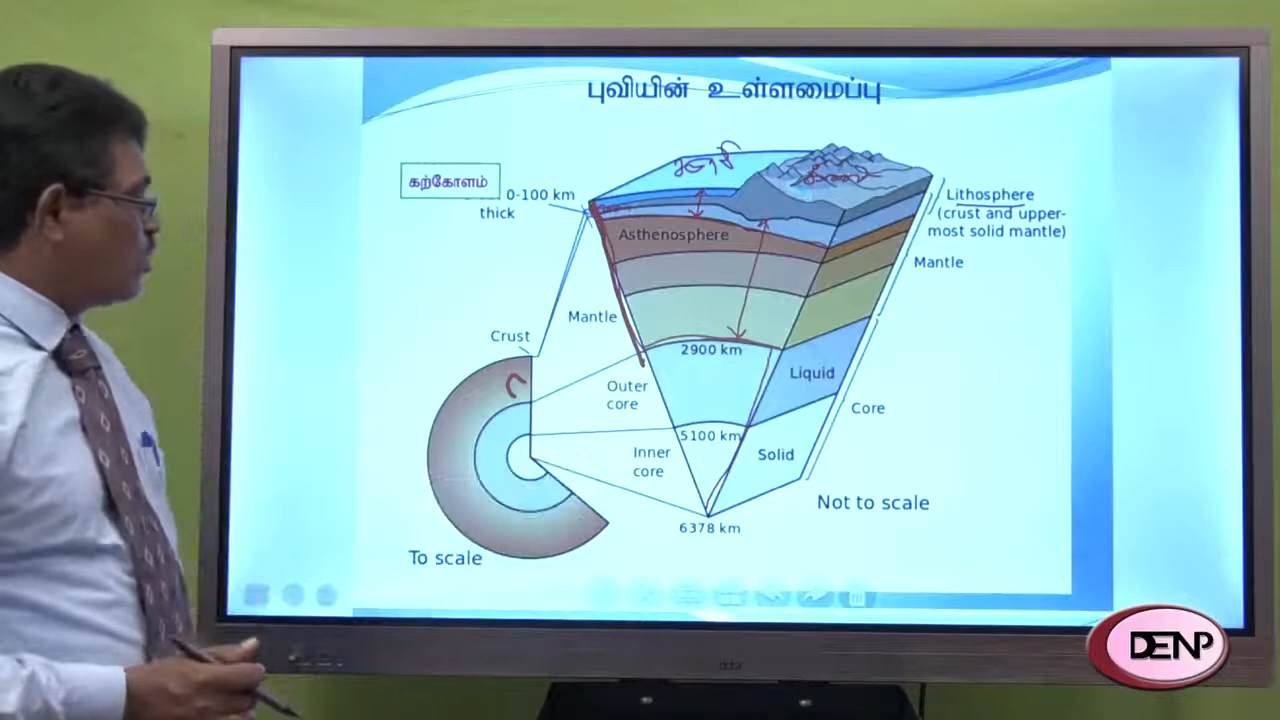 புவியின் உள்ளமைப்பு
கற்கோளம்
0-100 km
thick
Lithosphere
(crust and upper-
most solid mantle)
Asthenosphere
Mantle
Mantle
Crust
2900 km
Outer
core
Liquid
Core
5100 km
Inner
core
Solid
Not to scale
6378 km
To scale
DENP